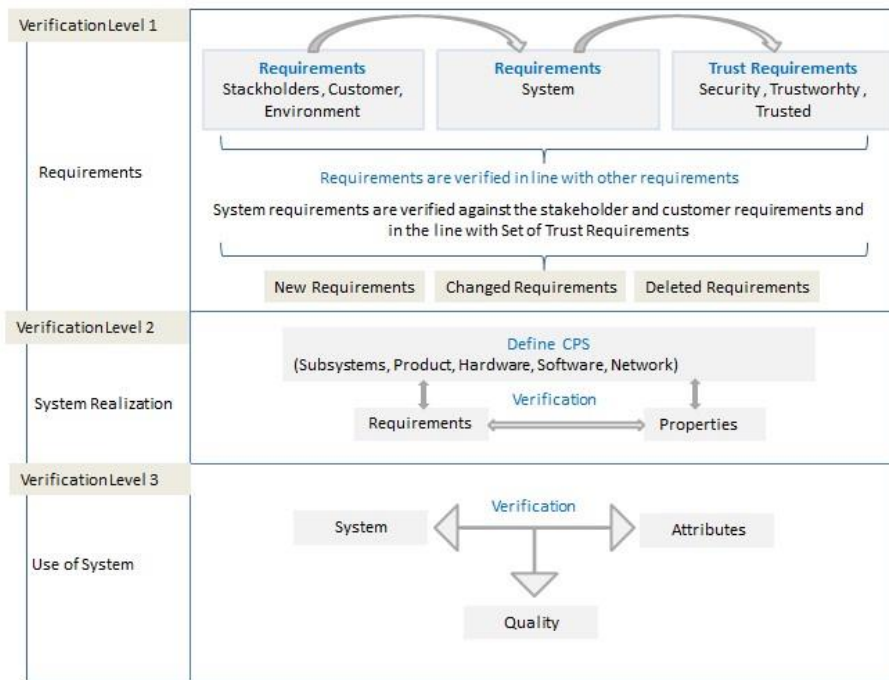 Verification Level 1
Requirements
Stackholders, Customer,
Environment
Requirements
System
Trust Requirements
Security, Trustworhty,
Trusted
Requirements
Requirements are verified in line with other requirements
System requirements are verified against the stakeholder and customer requirements and
in the line with Set of Trust Requirements
New Requirements
Changed Requirements
Deleted Requirements
Verification Level 2
System Realization
Define CPS
(Subsystems, Product, Hardware, Software, Network)
Verification
Requirements
Properties
Verification Level 3
Use of System
Verification
System
Attributes
Quality